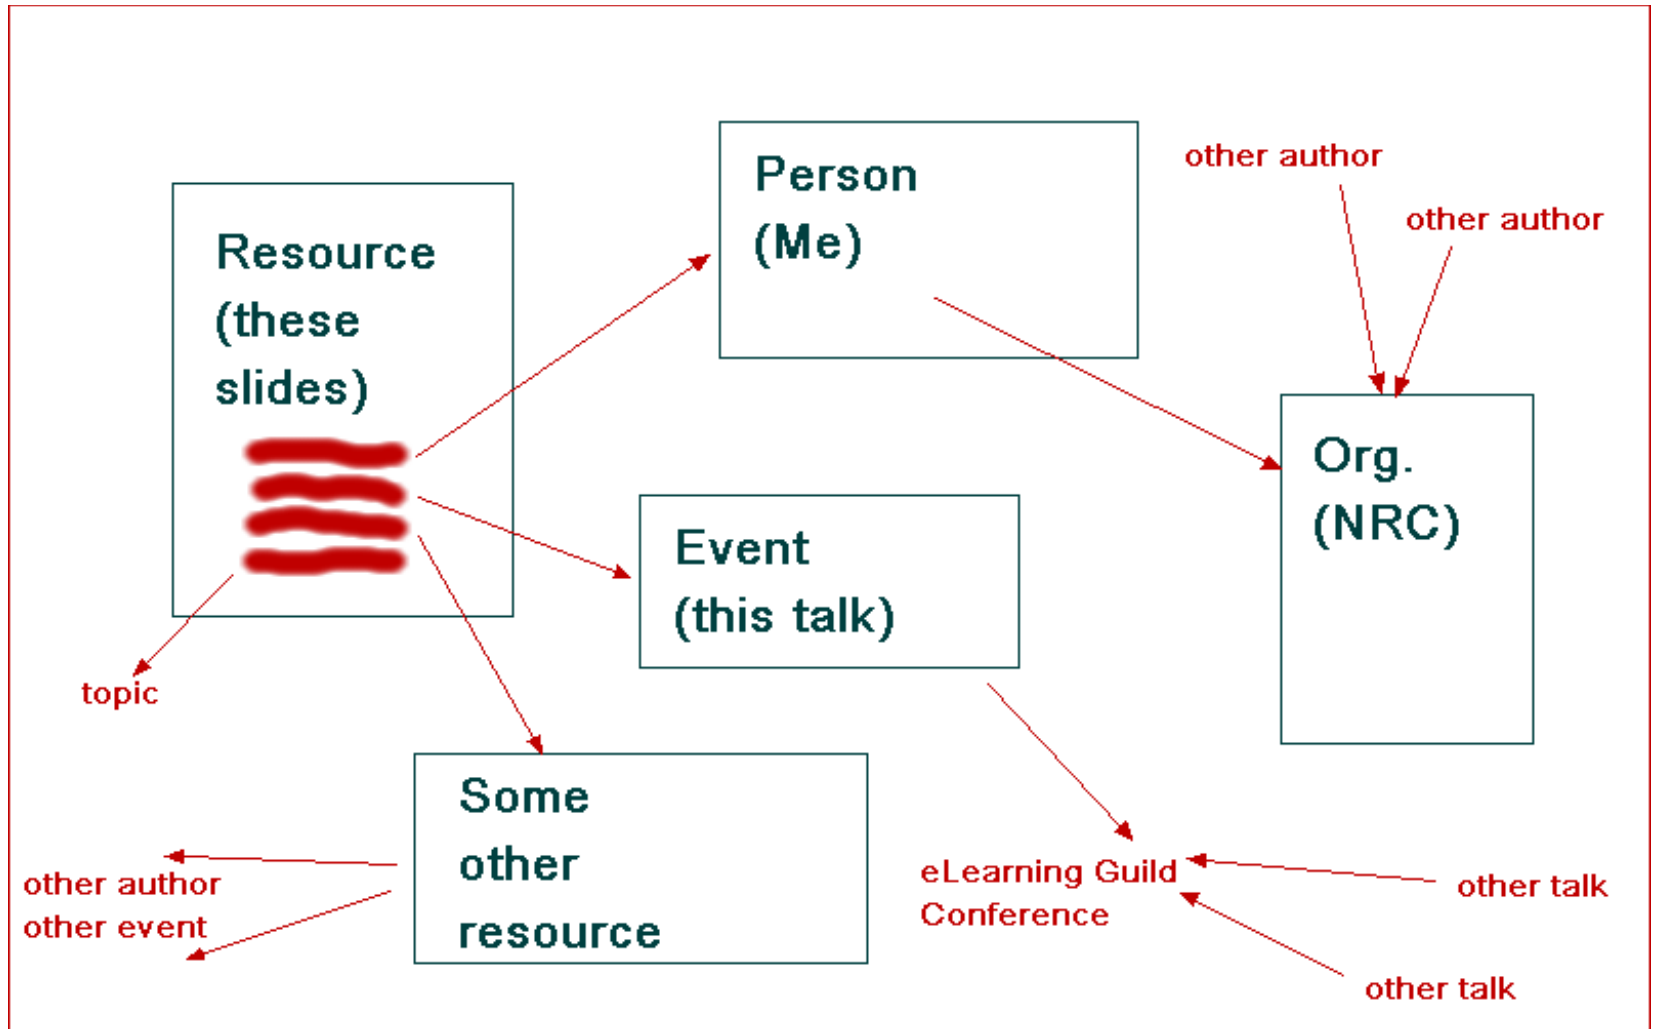 Resource
(these
slides)
topic
Person
(Me)
other author
other author
Org.
(NRC)
Event
(this talk)
Some
other
resource
other author
other event
eLearning Guild
Conference
other talk
other talk